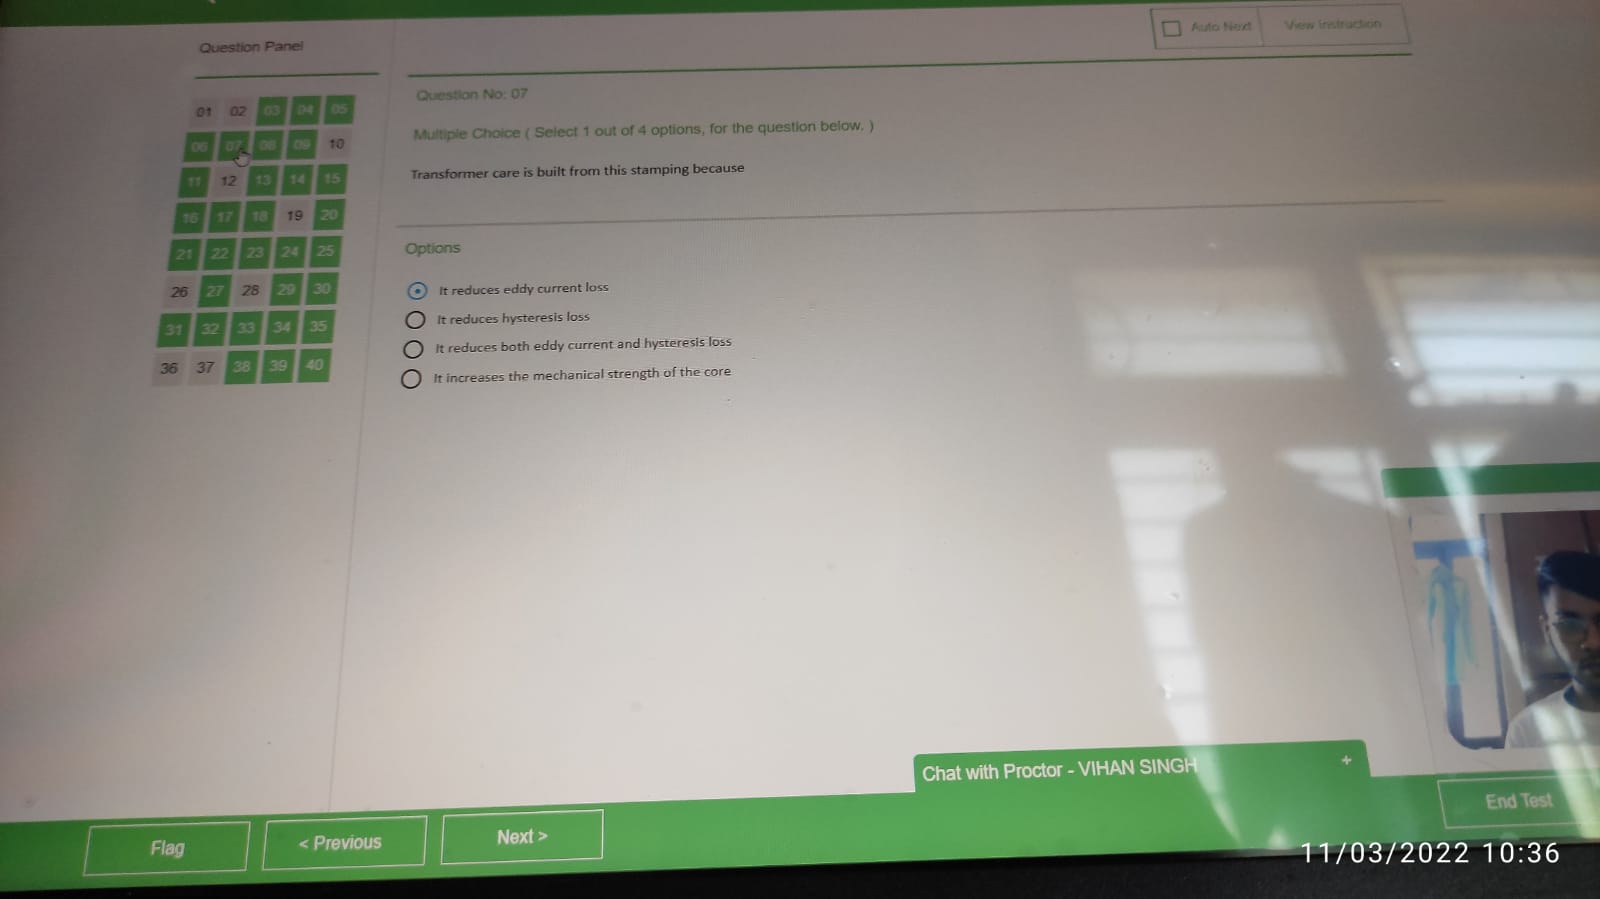 Question Panel
01 02 03 04 05
06 07 08 09 10
11 12 13 14 15
16 17 18 19 20
21 22 23 24 25
26 27 28 29 30
31 32 33 34 35
36 37 38 39 40
Auto Next
View Instruction
Question No: 07
Multiple Choice ( Select 1 out of 4 options, for the question below. )
Transformer care is built from this stamping because
Options
It reduces eddy current loss
It reduces hysteresis loss
It reduces both eddy current and hysteresis loss
It increases the mechanical strength of the core
Chat with Proctor - VIHAN SINGH +
Flag
< Previous
Next >
End Test
11/03/2022 10:36